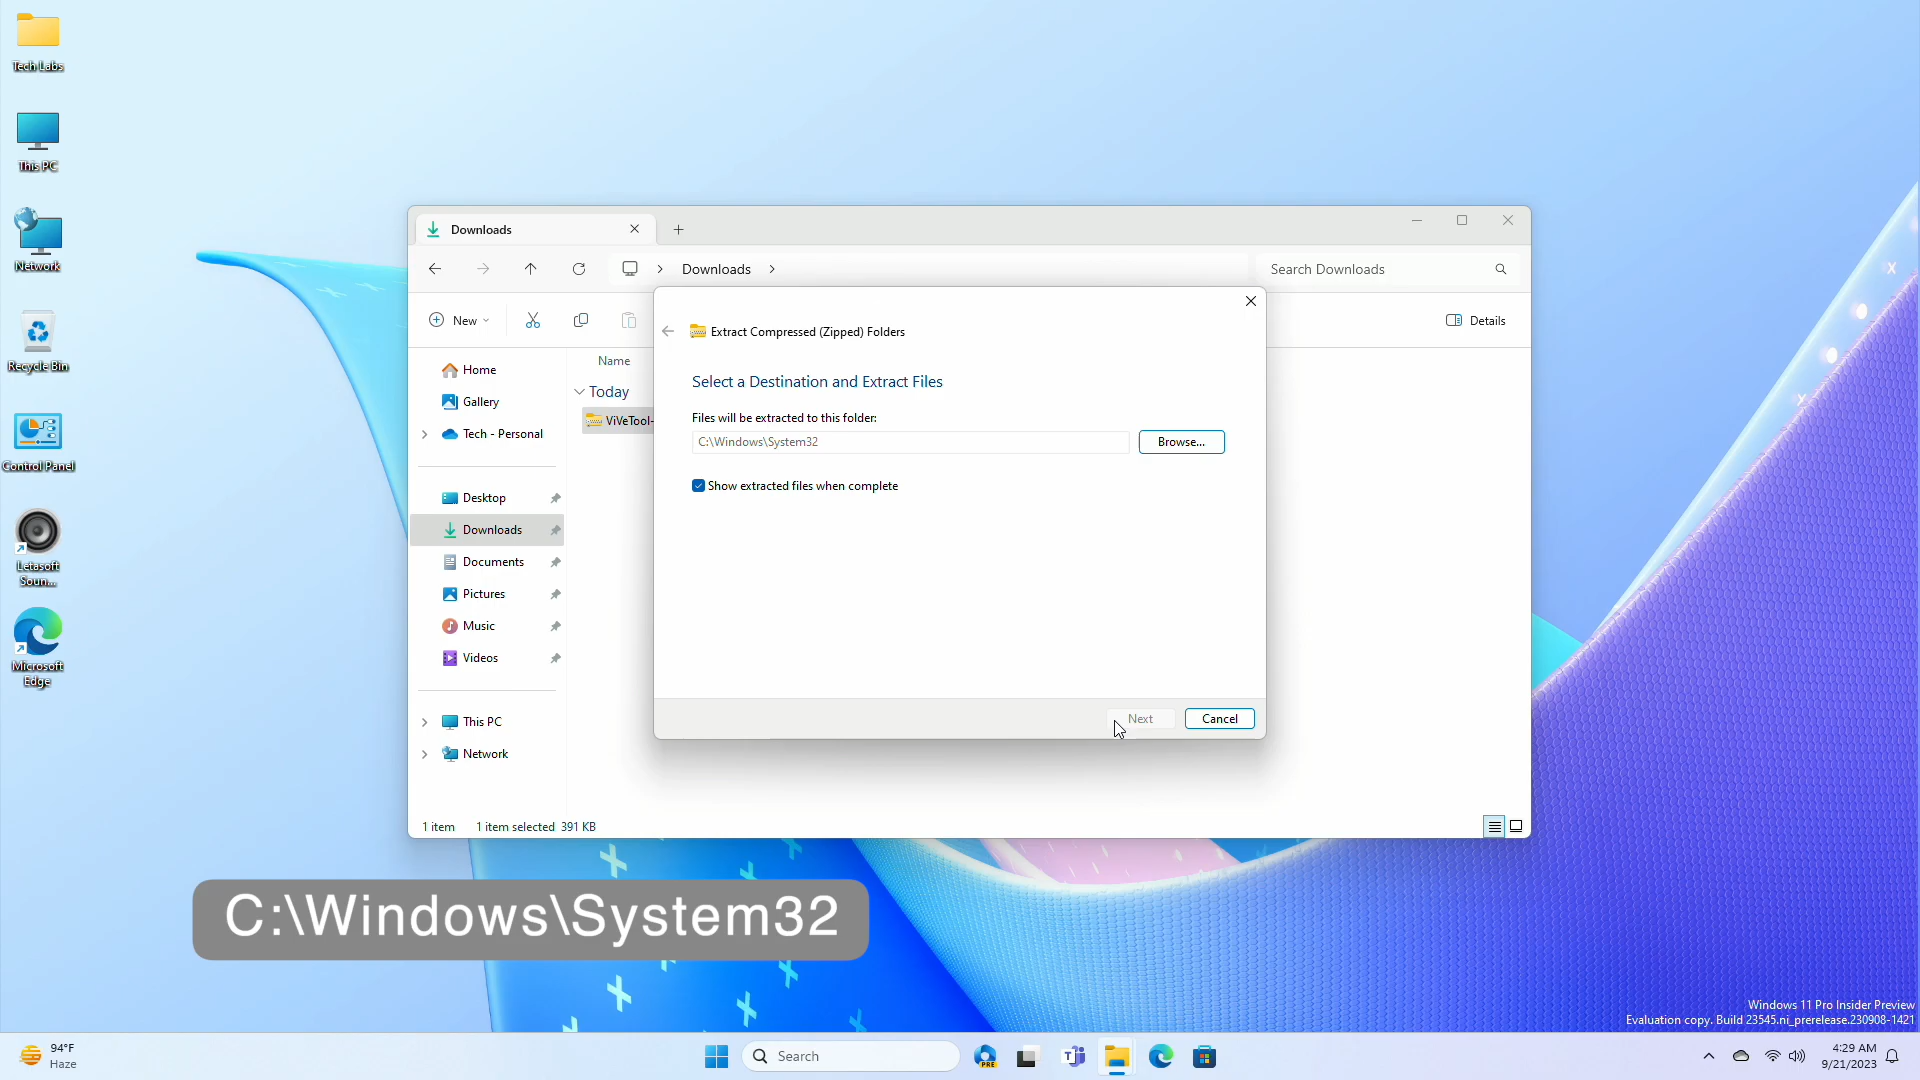 Tech Labs
This PC
Network
Recycle Bin
Control Panel
Letasoft
Soun...
Microsoft
Edge
Downloads
Downloads
Search Downloads
New
Details
Home
Gallery
Tech - Personal
Desktop
Downloads
Documents
Pictures
Music
Videos
This PC
Network
Name
Today
ViVeTool-
Extract Compressed (Zipped) Folders
Select a Destination and Extract Files
Files will be extracted to this folder:
C:\Windows\System32
Browse...
Show extracted files when complete
Next
Cancel
1 item
1 item selected 391 KB
C:\Windows\System32
Windows 11 Pro Insider Preview
Evaluation copy. Build 23545.ni_prerelease.230908-1421
94°F
Haze
Search
PRE
4:29 AM
9/21/2023